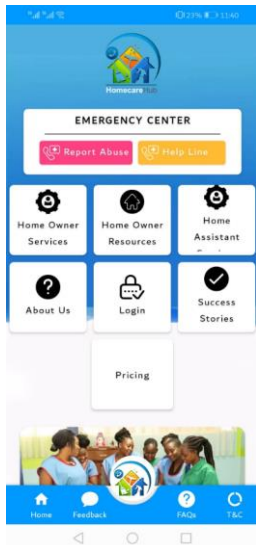 23% 11:40
Homecare Hub
EMERGENCY CENTER
Report Abuse
Help Line
Home Owner
Services
Home Owner
Resources
Home
Assistant
About Us
Login
Success
Stories
Pricing
Home
Feedback
FAQs
T&C